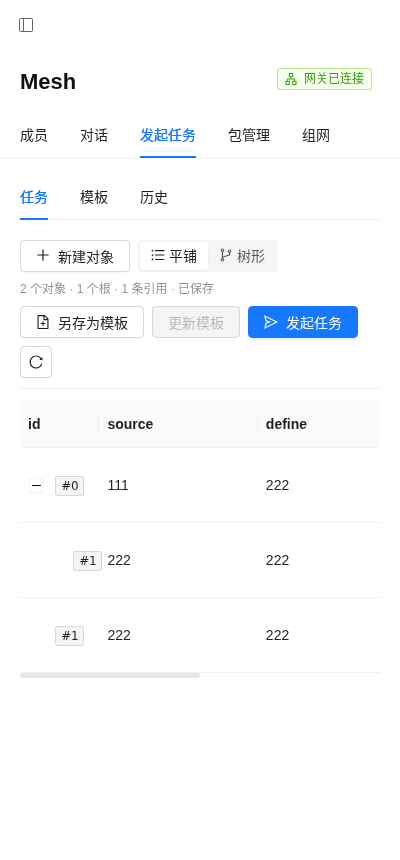 Mesh
网关已连接
成员 对话 发起任务 包管理 组网
任务 模板 历史
新建对象 平铺 树形
2 个对象 · 1 个根 · 1 条引用 · 已保存
另存为模板 更新模板 发起任务
id source define
#0 111 222
#1 222 222
#1 222 222